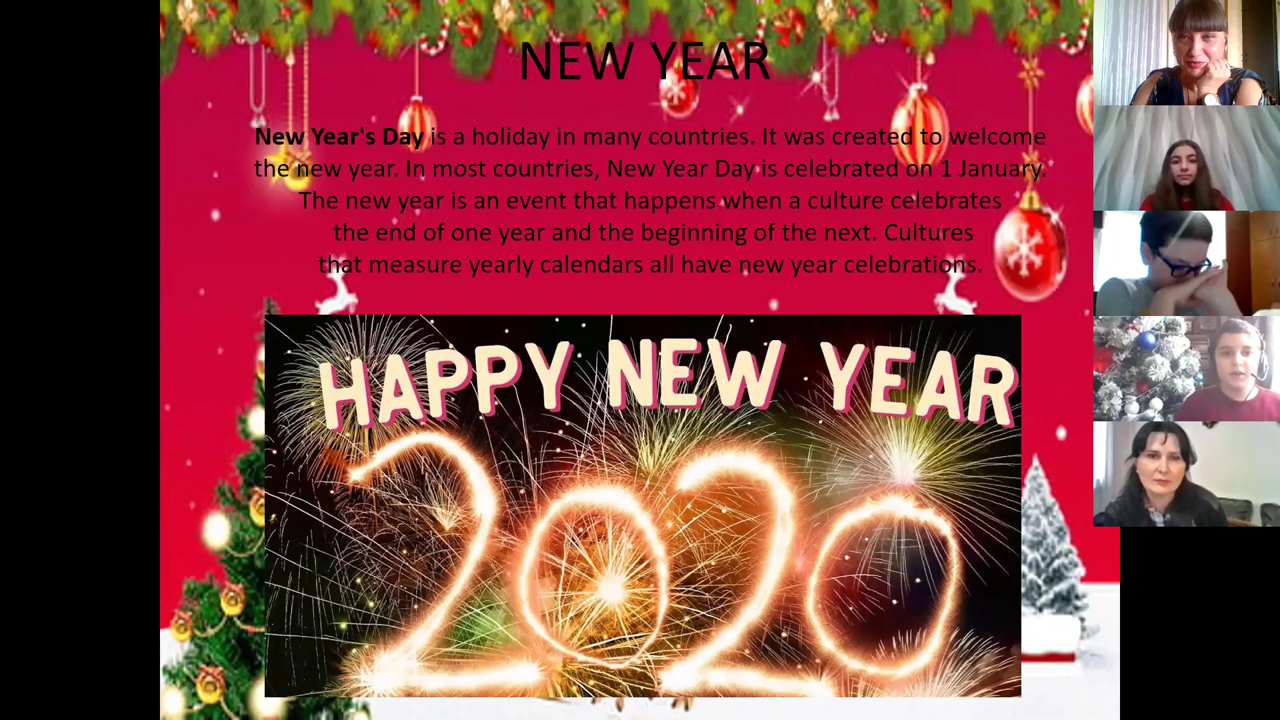 NEW YEAR
New Year's Day is a holiday in many countries. It was created to welcome
the new year. In most countries, New Year Day is celebrated on 1 January.
The new year is an event that happens when a culture celebrates
the end of one year and the beginning of the next. Cultures
that measure yearly calendars all have new year celebrations.
HAPPY NEW YEAR
2020